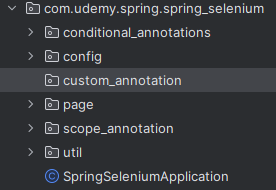 com.udemy.spring.spring_selenium
conditional_annotations
config
custom_annotation
page
scope_annotation
util
SpringSeleniumApplication